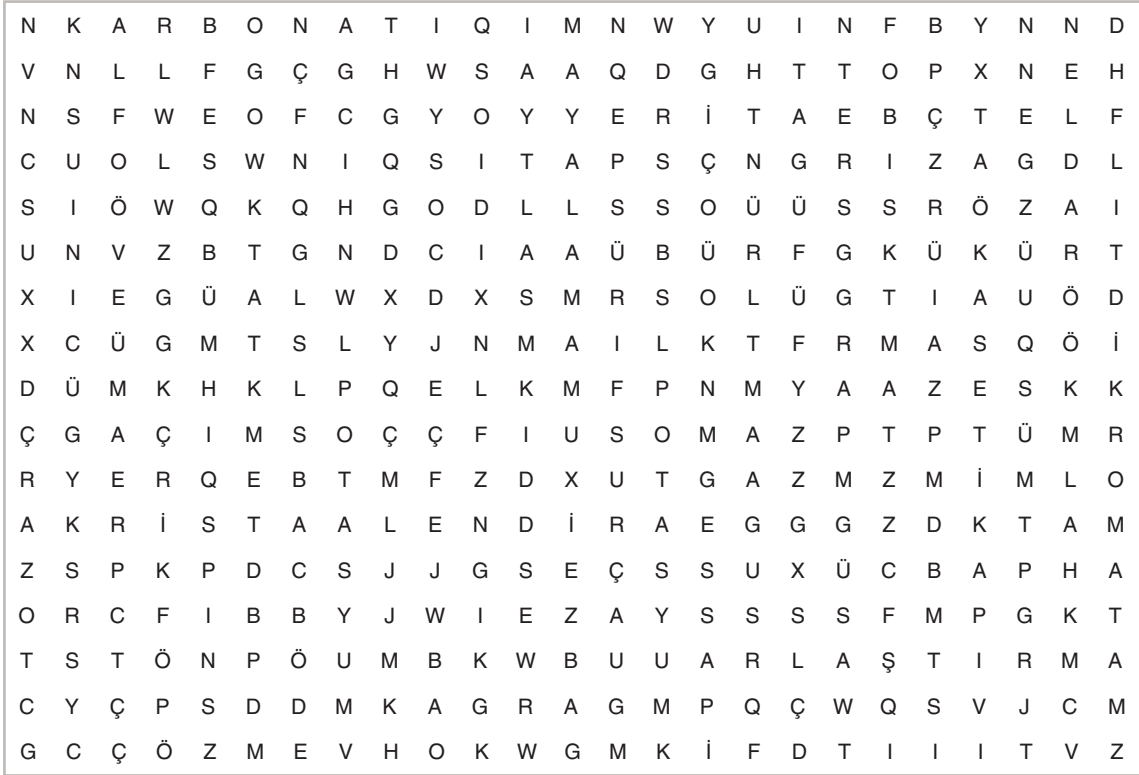 N K A R B O N A T I Q I M N W Y U I N F B Y N N D
V N L L F G Ç G H W S A A Q D G H T T O P X N E H
N S F W E O F C G Y O Y Y E R İ T A E B Ç T E L F
C U O L S W N I Q S I T A P S Ç N G R I Z A G D L
S I Ö W Q K Q H G O D L L S S O Ü Ü S S R Ö Z A I
U N V Z B T G N D C I A A Ü B Ü R F G K Ü K Ü R T
X I E G Ü A L W X D X S M R S O L Ü G T I A U Ö D
X C Ü G M T S L Y J N M A I L K T F R M A S Q Ö İ
D Ü M K H K L P Q E L K M F P N M Y A A Z E S K K
Ç G A Ç I M S O Ç Ç F I U S O M A Z P T P T Ü M R
R Y E R Q E B T M F Z D X U T G A Z M Z M İ M L O
A K R İ S T A A L E N D İ R A E G G G Z D K T A M
Z S P K P D C S J J G S E Ç S S U X Ü C B A P H A
O R C F I B B Y J W I E Z A Y S S S S F M P G K T
T S T Ö N P Ö U M B K W B U U A R L A Ş T I R M A
C Y Ç P S D D M K A G R A G M P Q Ç W Q S V J C M
G C Ç Ö Z M E V H O K W G M K İ F D T I I I T V Z